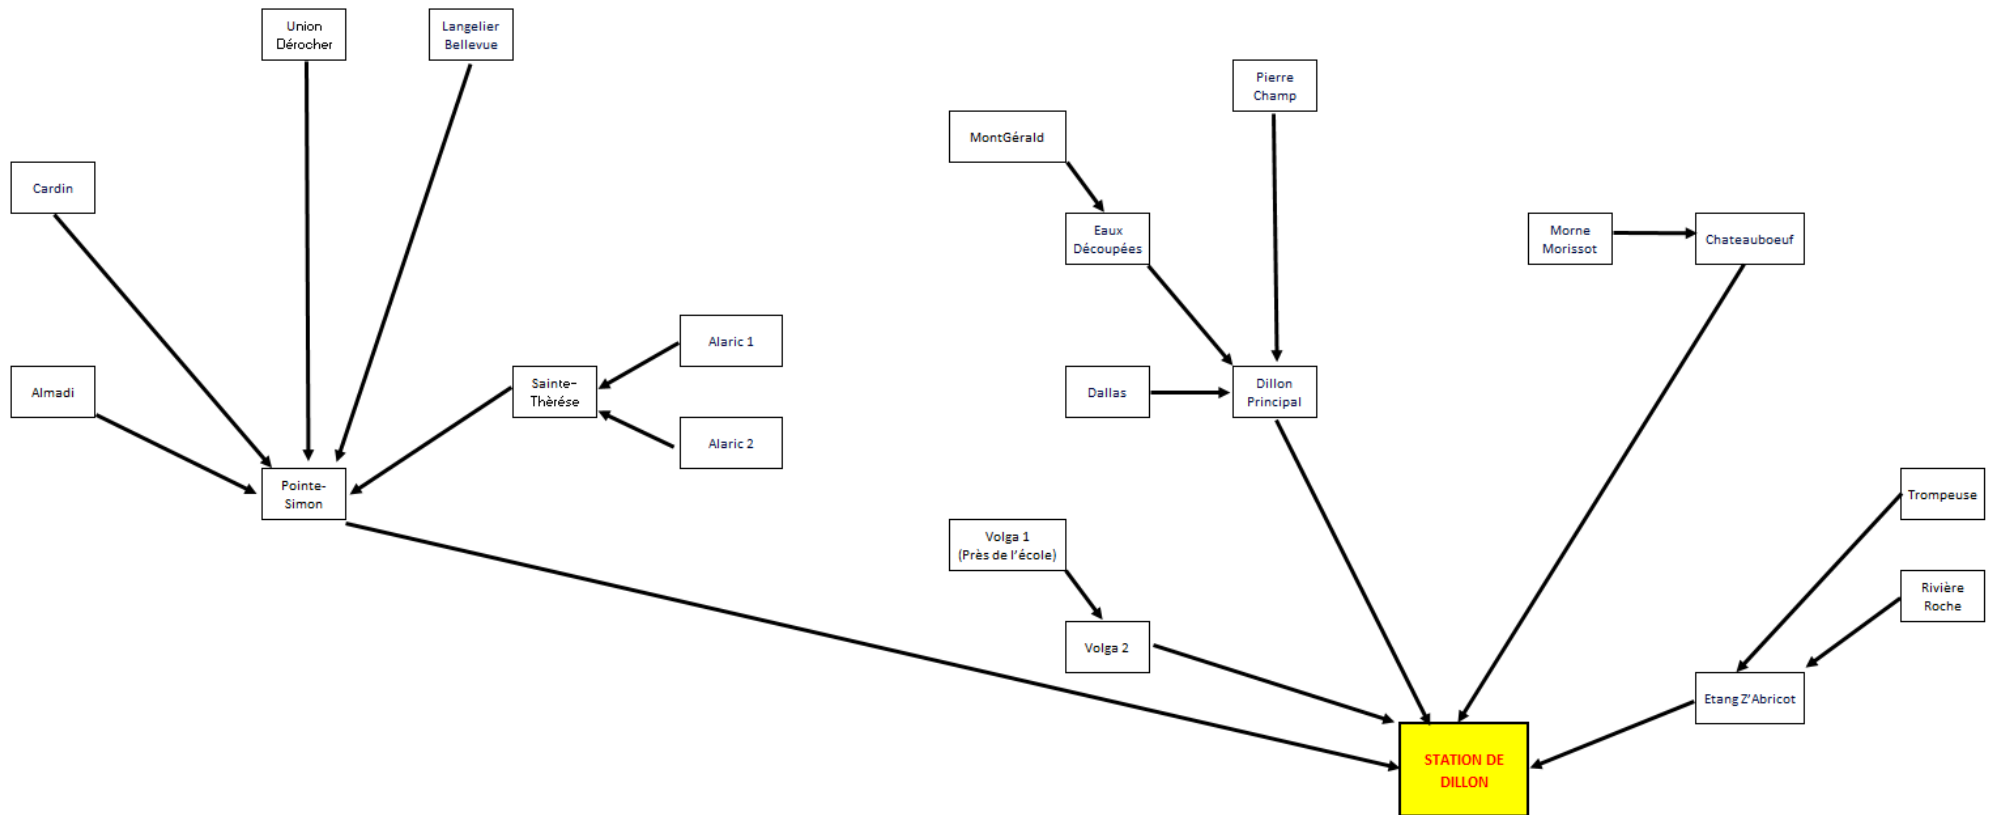 Union
Dérocher
Langelier
Bellevue
Pierre
Champ
MontGérald
Cardin
Eaux
Découpées
Morne
Morissot
Chateauboeuf
Alaric 1
Almadi
Sainte-
Thèrése
Dallas
Dillon
Principal
Alaric 2
Pointe-
Simon
Trompeuse
Volga 1
(Près de l'école)
Rivière
Roche
Volga 2
Etang Z'Abricot
STATION DE
DILLON